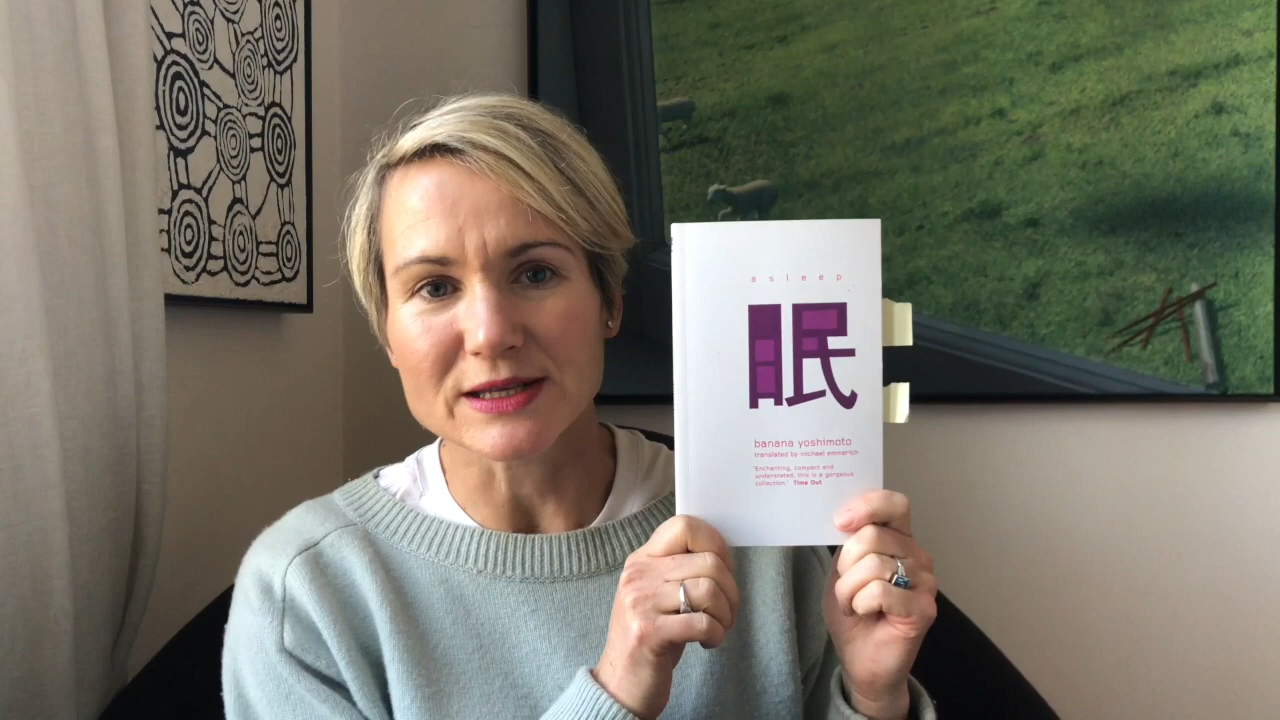 asleep
眠
banana yoshimoto
translated by michael emmerich
'Enchanting, compact and
understated, this is a gorgeous
collection.' Time Out